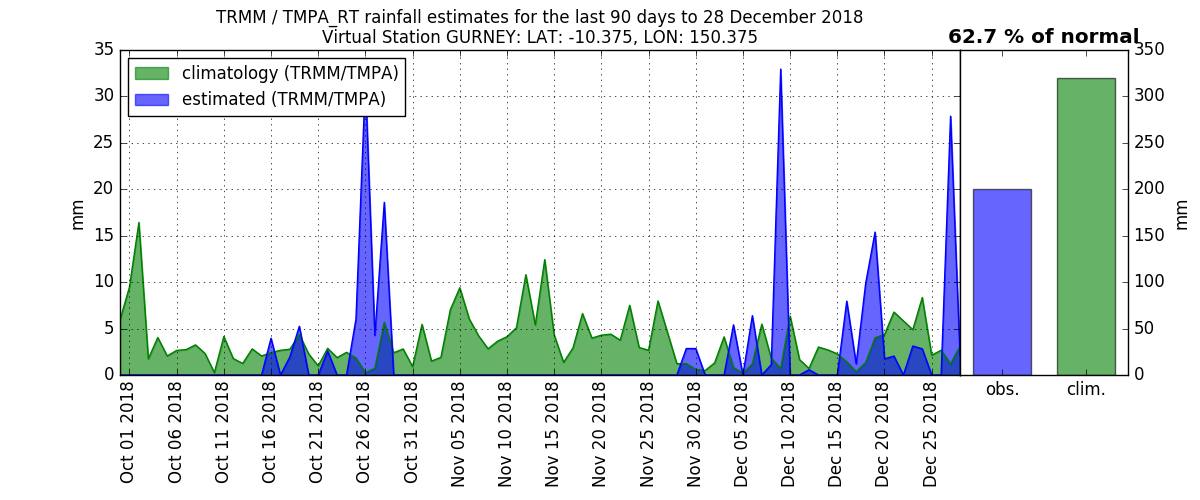 TRMM / TMPA_RT rainfall estimates for the last 90 days to 28 December 2018
Virtual Station GURNEY: LAT: -10.375, LON: 150.375
62.7 % of normal
climatology (TRMM/TMPA)
estimated (TRMM/TMPA)
35
30
25
20
15
10
5
0
mm
Oct 01 2018
Oct 06 2018
Oct 11 2018
Oct 16 2018
Oct 21 2018
Oct 26 2018
Oct 31 2018
Nov 05 2018
Nov 10 2018
Nov 15 2018
Nov 20 2018
Nov 25 2018
Nov 30 2018
Dec 05 2018
Dec 10 2018
Dec 15 2018
Dec 20 2018
Dec 25 2018
350
300
250
200
150
100
50
0
mm
obs.
clim.